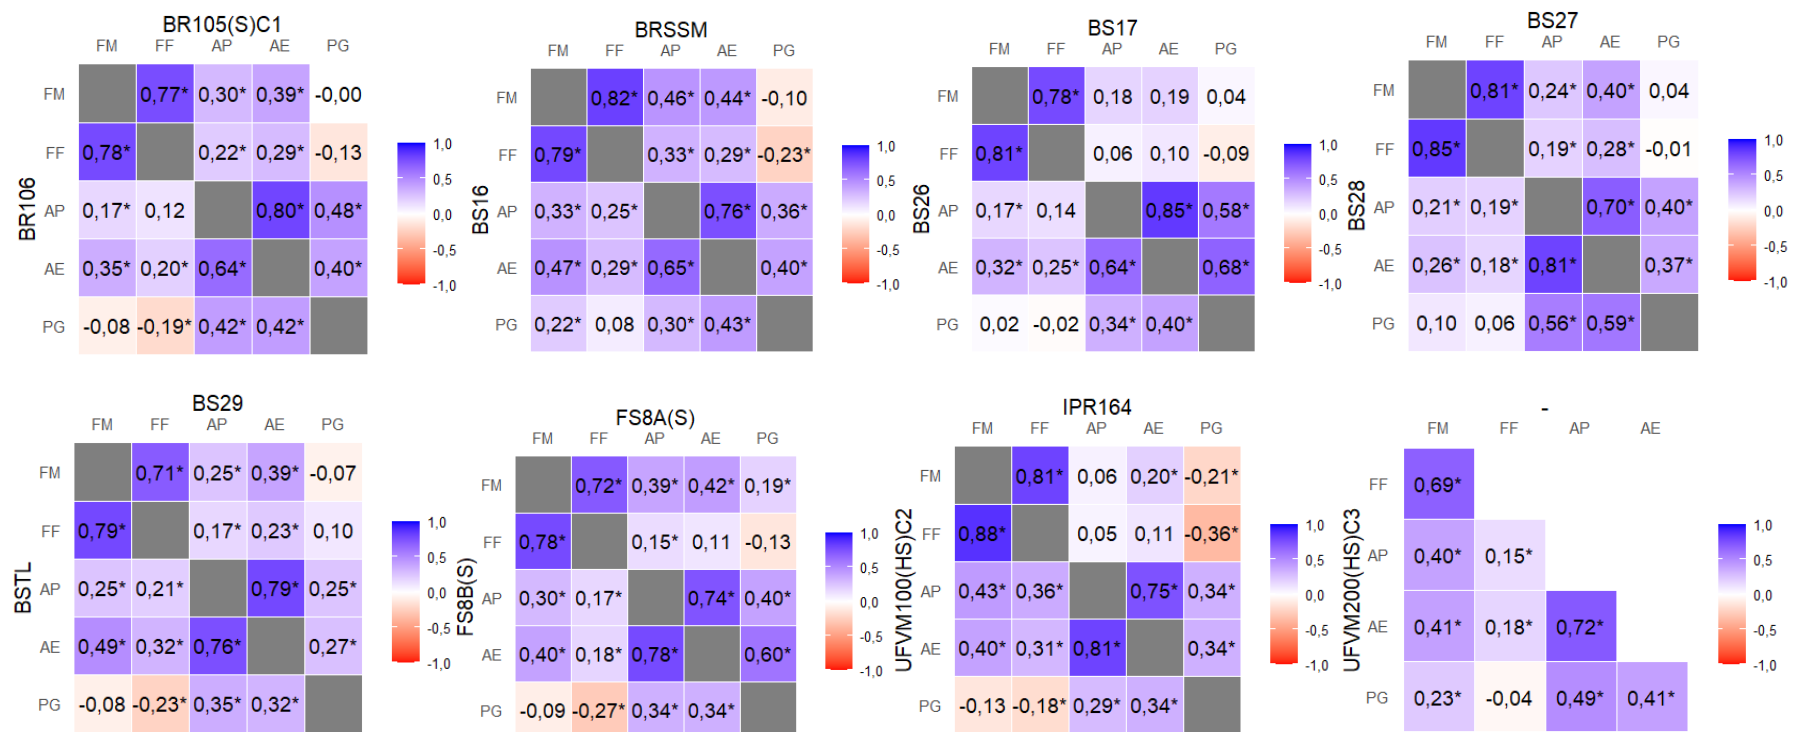 BR105(S)C1
FM FF AP AE PG
FM 0,77* 0,30* 0,39* -0,00
FF 0,78* 0,22* 0,29* -0,13
AP 0,17* 0,12 0,80* 0,48*
AE 0,35* 0,20* 0,64* 0,40*
PG -0,08 -0,19* 0,42* 0,42*
BR106
1,0
0,5
0,0
-0,5
-1,0
BRSSM
FM FF AP AE PG
0,82* 0,46* 0,44* -0,10
0,79* 0,33* 0,29* -0,23*
0,33* 0,25* 0,76* 0,36*
0,47* 0,29* 0,65* 0,40*
0,22* 0,08 0,30* 0,43*
FM
FF
AP
AE
PG
BS16
1,0
0,5
0,0
-0,5
-1,0
BS17
FM FF AP AE PG
FM 0,78* 0,18 0,19 0,04
FF 0,81* 0,06 0,10 -0,09
AP 0,17* 0,14 0,85* 0,58*
AE 0,32* 0,25* 0,64* 0,68*
PG 0,02 -0,02 0,34* 0,40*
BS26
1,0
0,5
0,0
-0,5
-1,0
BS27
FM FF AP AE PG
FM 0,81* 0,24* 0,40* 0,04
FF 0,85* 0,19* 0,28* -0,01
AP 0,21* 0,19* 0,70* 0,40*
AE 0,26* 0,18* 0,81* 0,37*
PG 0,10 0,06 0,56* 0,59*
BS28
1,0
0,5
0,0
-0,5
-1,0
BS29
FM FF AP AE PG
FM 0,71* 0,25* 0,39* -0,07
FF 0,79* 0,17* 0,23* 0,10
AP 0,25* 0,21* 0,79* 0,25*
AE 0,49* 0,32* 0,76* 0,27*
PG -0,08 -0,23* 0,35* 0,32*
BSTL
1,0
0,5
0,0
-0,5
-1,0
FS8A(S)
FM FF AP AE PG
FM 0,72* 0,39* 0,42* 0,19*
FF 0,78* 0,15* 0,11 -0,13
AP 0,30* 0,17* 0,74* 0,40*
AE 0,40* 0,18* 0,78* 0,60*
PG -0,09 -0,27* 0,34* 0,34*
FS8B(S)
1,0
0,5
0,0
-0,5
-1,0
IPR164
FM FF AP AE PG
FM 0,81* 0,06 0,20* -0,21*
FF 0,88* 0,05 0,11 -0,36*
AP 0,43* 0,36* 0,75* 0,34*
AE 0,40* 0,31* 0,81* 0,34*
PG -0,13 -0,18* 0,29* 0,34*
UFVM100(HS)C2
1,0
0,5
0,0
-0,5
-1,0
-
FM FF AP AE
FF 0,69*
AP 0,40* 0,15*
AE 0,41* 0,18* 0,72*
PG 0,23* -0,04 0,49* 0,41*
UFVM200(HS)C3
1,0
0,5
0,0
-0,5
-1,0